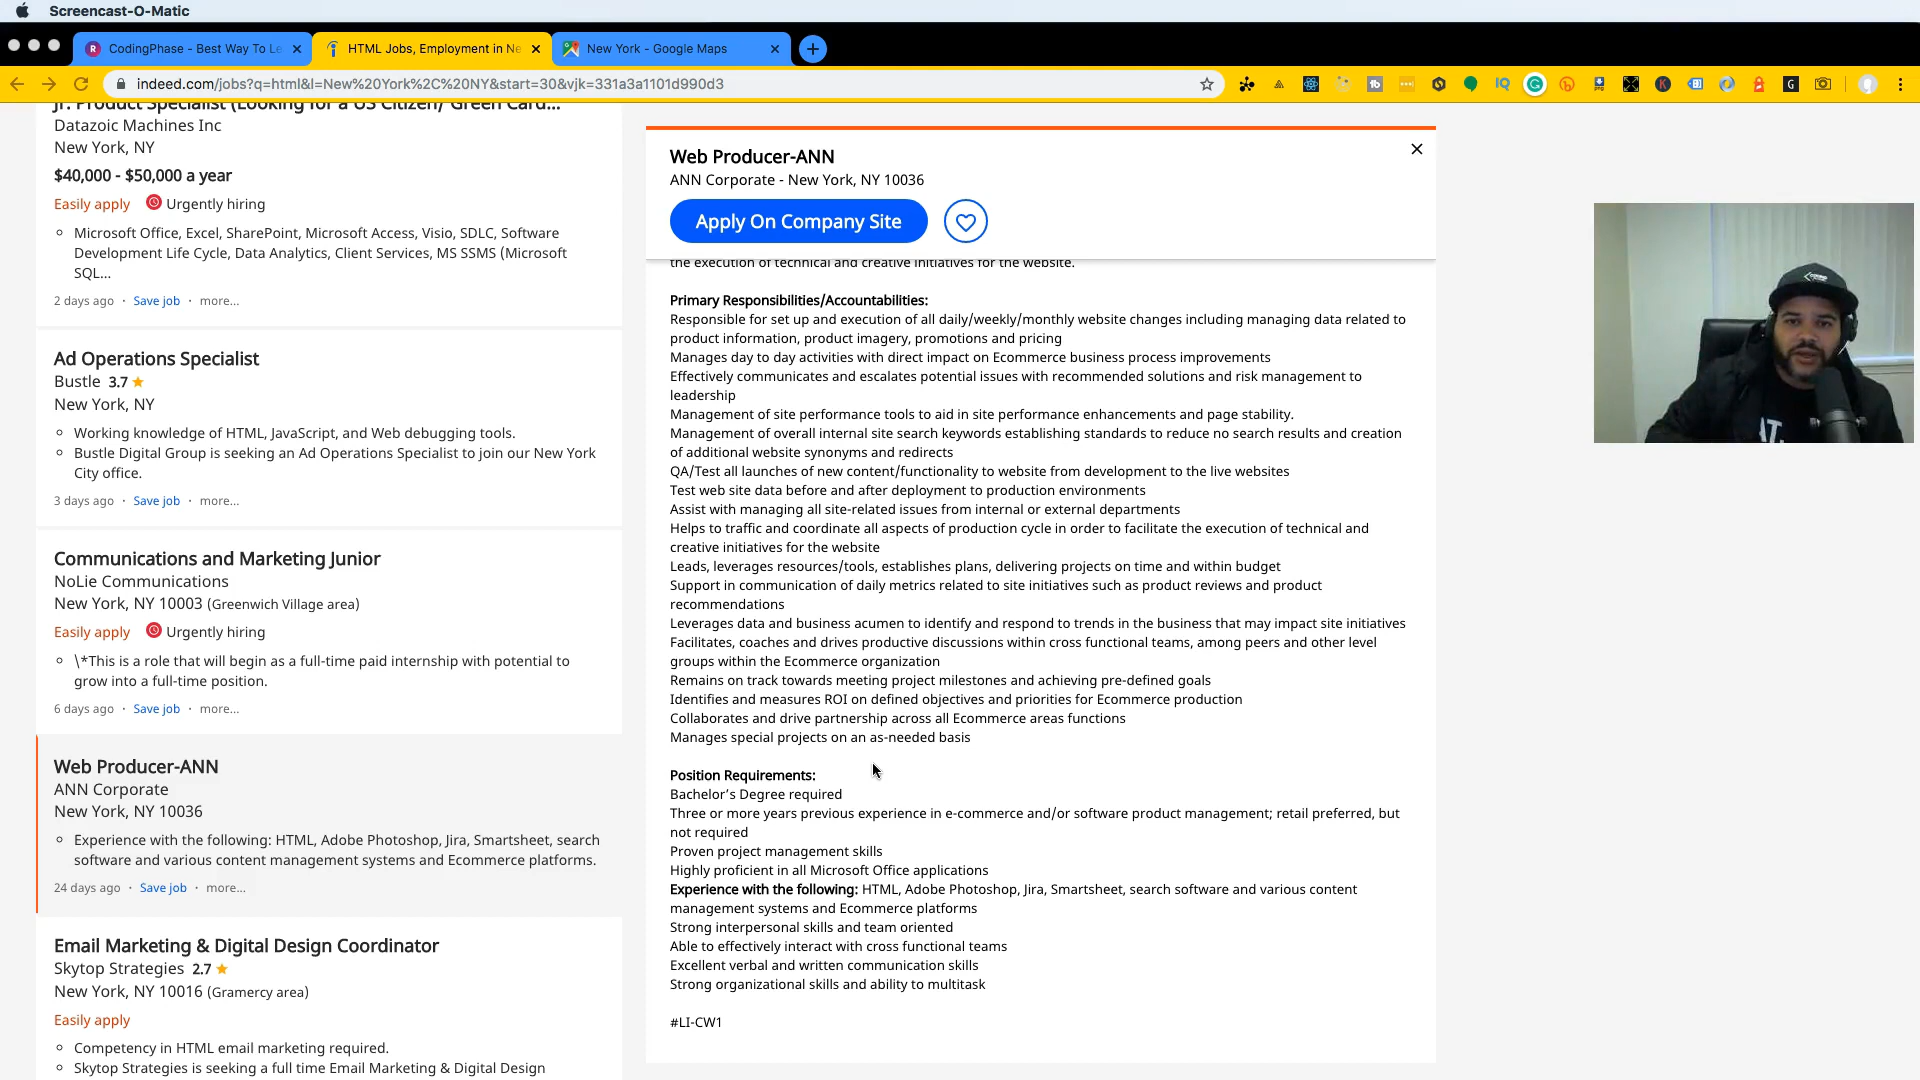 Screencast-O-Matic
CodingPhase - Best Way To Le
HTML Jobs, Employment in Ne
New York - Google Maps
indeed.com/jobs?q=html&l=New%20York%2C%20NY&start=30&vjk=331a3a1101d990d3
Jr. Product Specialist (Looking for a US Citizen/ Green Card...
Datazoic Machines Inc
New York, NY
$40,000 - $50,000 a year
Easily apply Urgently hiring
Microsoft Office, Excel, SharePoint, Microsoft Access, Visio, SDLC, Software
Development Life Cycle, Data Analytics, Client Services, MS SSMS (Microsoft
SQL...
2 days ago · Save job · more...
Ad Operations Specialist
Bustle 3.7
New York, NY
Working knowledge of HTML, JavaScript, and Web debugging tools.
Bustle Digital Group is seeking an Ad Operations Specialist to join our New York
City office.
3 days ago · Save job · more...
Communications and Marketing Junior
NoLie Communications
New York, NY 10003 (Greenwich Village area)
Easily apply Urgently hiring
\*This is a role that will begin as a full-time paid internship with potential to
grow into a full-time position.
6 days ago · Save job · more...
Web Producer-ANN
ANN Corporate
New York, NY 10036
Experience with the following: HTML, Adobe Photoshop, Jira, Smartsheet, search
software and various content management systems and Ecommerce platforms.
24 days ago · Save job · more...
Email Marketing & Digital Design Coordinator
Skytop Strategies 2.7
New York, NY 10016 (Gramercy area)
Easily apply
Competency in HTML email marketing required.
Skytop Strategies is seeking a full time Email Marketing & Digital Design
Web Producer-ANN
ANN Corporate - New York, NY 10036
Apply On Company Site
the execution of technical and creative initiatives for the website.
Primary Responsibilities/Accountabilities:
Responsible for set up and execution of all daily/weekly/monthly website changes including managing data related to
product information, product imagery, promotions and pricing
Manages day to day activities with direct impact on Ecommerce business process improvements
Effectively communicates and escalates potential issues with recommended solutions and risk management to
leadership
Management of site performance tools to aid in site performance enhancements and page stability.
Management of overall internal site search keywords establishing standards to reduce no search results and creation
of additional website synonyms and redirects
QA/Test all launches of new content/functionality to website from development to the live websites
Test web site data before and after deployment to production environments
Assist with managing all site-related issues from internal or external departments
Helps to traffic and coordinate all aspects of production cycle in order to facilitate the execution of technical and
creative initiatives for the website
Leads, leverages resources/tools, establishes plans, delivering projects on time and within budget
Support in communication of daily metrics related to site initiatives such as product reviews and product
recommendations
Leverages data and business acumen to identify and respond to trends in the business that may impact site initiatives
Facilitates, coaches and drives productive discussions within cross functional teams, among peers and other level
groups within the Ecommerce organization
Remains on track towards meeting project milestones and achieving pre-defined goals
Identifies and measures ROI on defined objectives and priorities for Ecommerce production
Collaborates and drive partnership across all Ecommerce areas functions
Manages special projects on an as-needed basis
Position Requirements:
Bachelor’s Degree required
Three or more years previous experience in e-commerce and/or software product management; retail preferred, but
not required
Proven project management skills
Highly proficient in all Microsoft Office applications
Experience with the following: HTML, Adobe Photoshop, Jira, Smartsheet, search software and various content
management systems and Ecommerce platforms
Strong interpersonal skills and team oriented
Able to effectively interact with cross functional teams
Excellent verbal and written communication skills
Strong organizational skills and ability to multitask
#LI-CW1